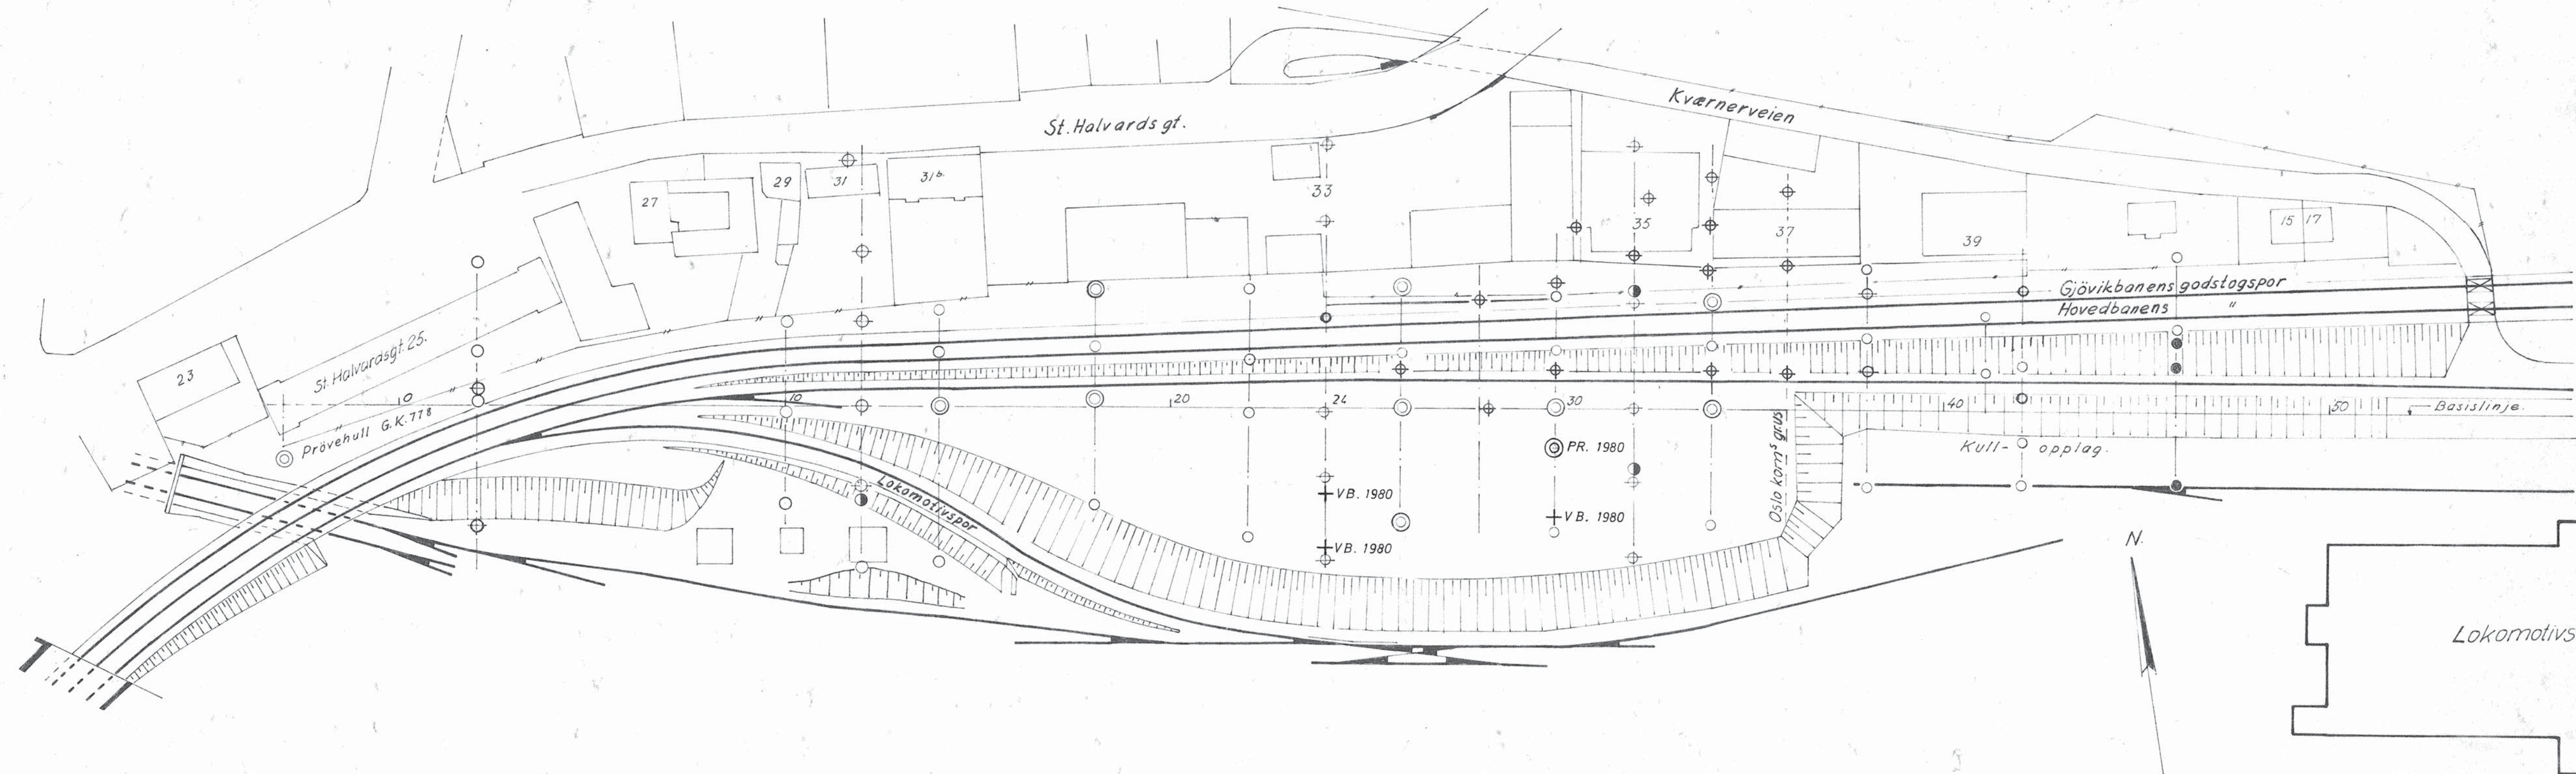 Kværnerveien
St. Halvards gt.
29
31
31b.
33
27
35
37
39
15
17
Gjövikbanens godstogspor
Hovedbanens "
St. Halvardsgt. 25.
23
10
Prövehull G.K. 778
10
20
24
30
40
50
Basislinje.
Kull-opplag.
PR. 1980
Oslo koms grus
Lokomotivspor
VB. 1980
VB. 1980
VB. 1980
N.
Lokomotivs